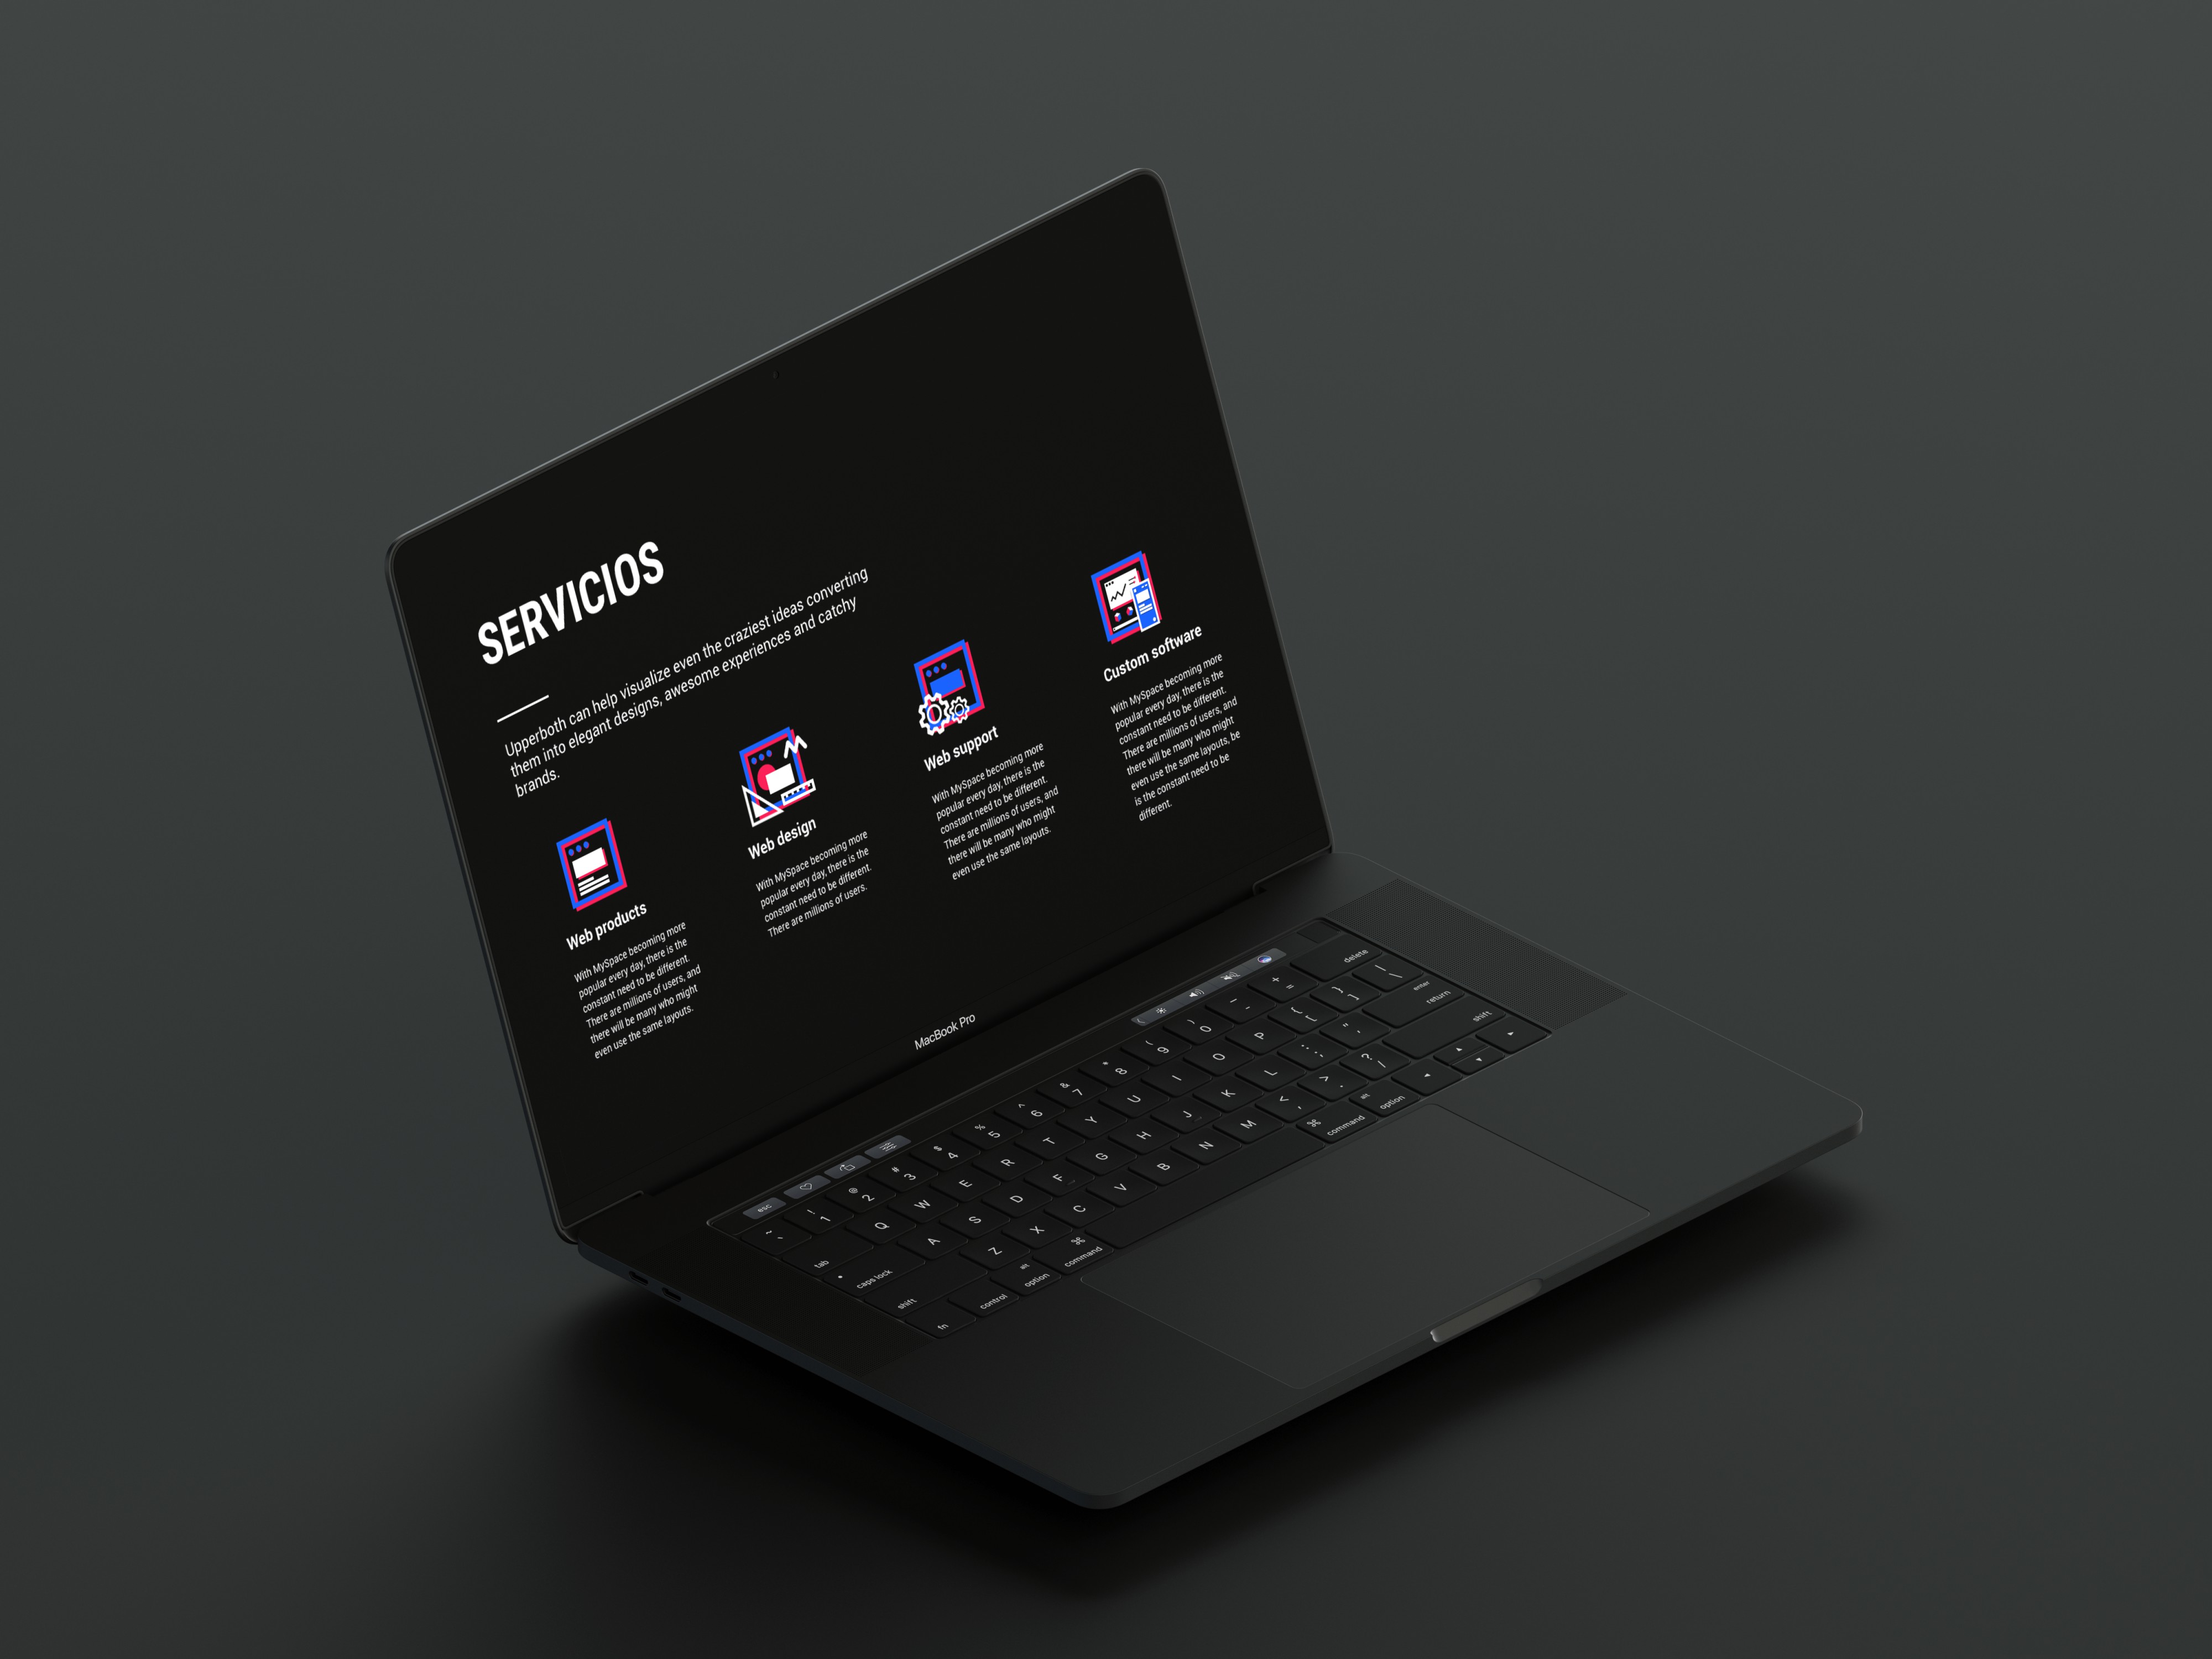 SERVICIOS
Upperboth can help visualize even the craziest ideas converting
them into elegant designs, awesome experiences and catchy
brands.
Web products
With MySpace becoming more
popular every day, there is the
constant need to be different.
There are millions of users, and
there will be many who might
even use the same layouts.
Web design
With MySpace becoming more
popular every day, there is the
constant need to be different.
There are millions of users.
Web support
With MySpace becoming more
popular every day, there is the
constant need to be different.
There are millions of users, and
there will be many who might
even use the same layouts.
Custom software
With MySpace becoming more
popular every day, there is the
constant need to be different.
There are millions of users, and
there will be many who might
even use the same layouts, be
is the constant need to be
different.
MacBook Pro
esc
~ ` ! 1 @ 2 # 3 $ 4 % 5 ^ 6 & 7 * 8 ( 9 ) 0 _ - + = delete
tab Q W E R T Y U I O P { [ } ] | \
caps lock A S D F G H J K L : ; " ' enter return
shift Z X C V B N M < , > . ? / shift
fn control alt option ⌘ command ⌘ command alt option